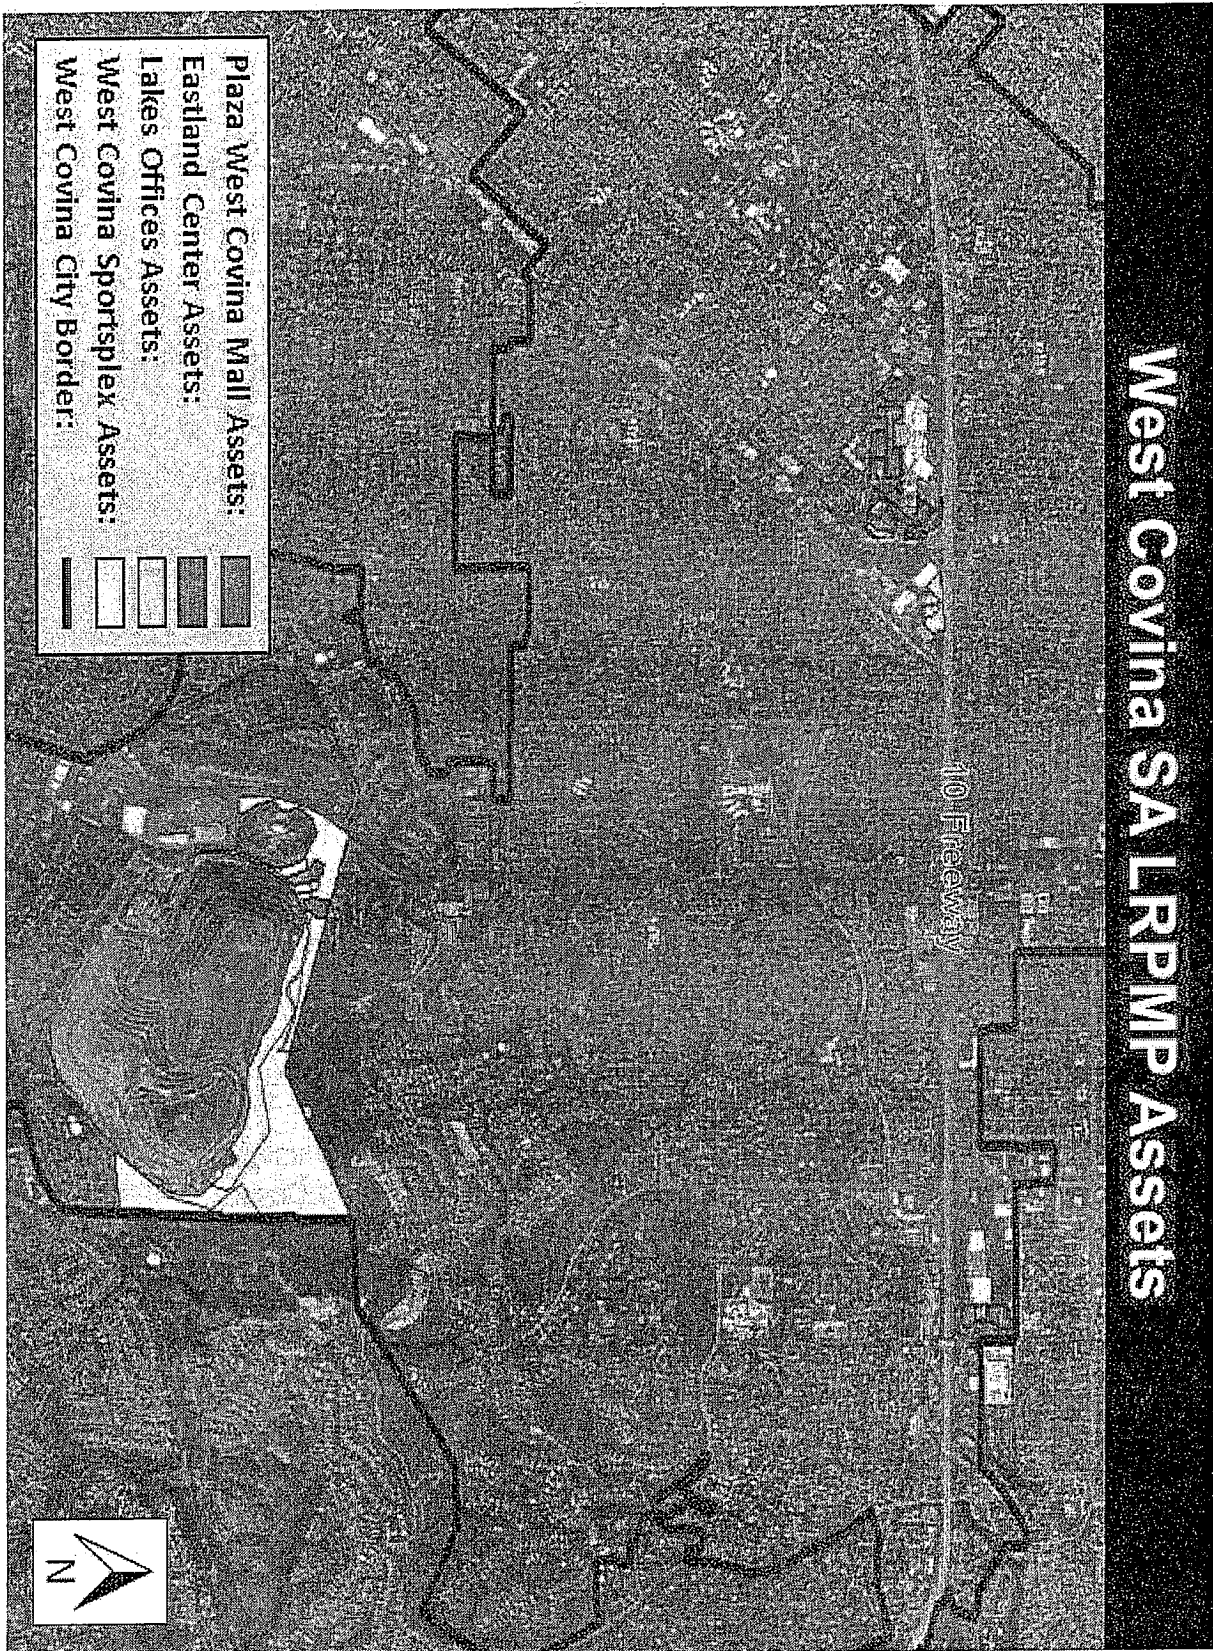 West Covina SA LRPMP Assets
10 Freeway
Plaza West Covina Mall Assets:
Eastland Center Assets:
Lakes Offices Assets:
West Covina Sportsplex Assets:
West Covina City Border:
N